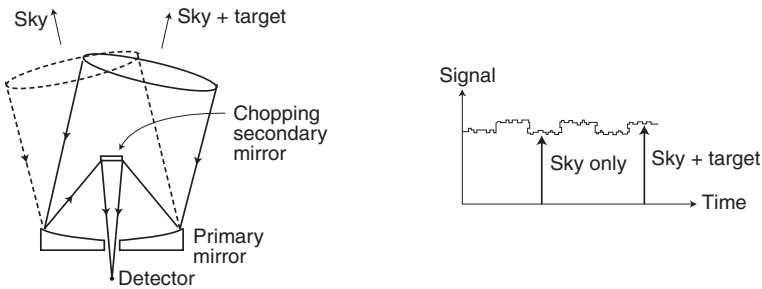 Sky
Sky + target
Chopping
secondary
mirror
Primary
mirror
Detector
Signal
Sky only
Sky + target
Time